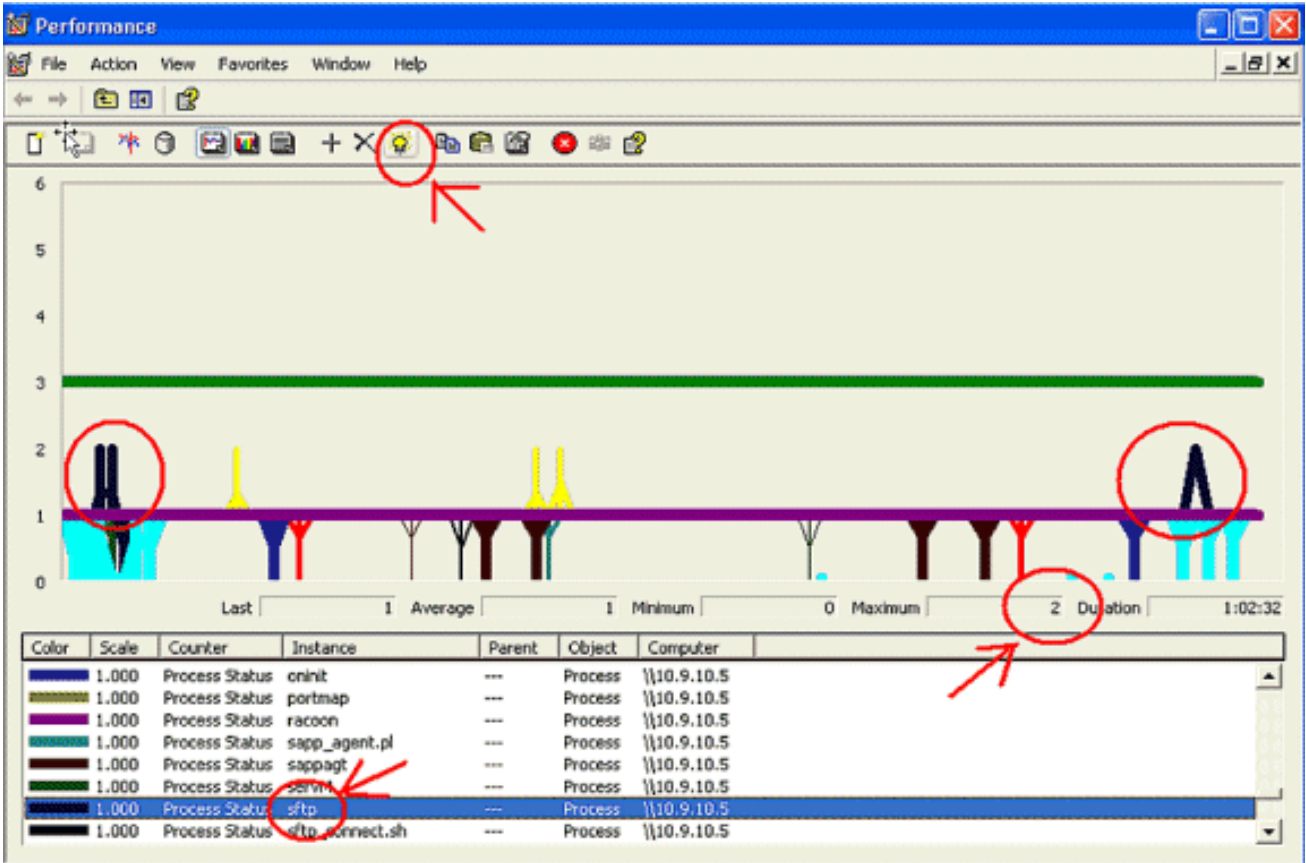 Performance
File Action View Favorites Window Help
6
5
4
3
2
1
0
Last 1 Average 1 Minimum 0 Maximum 2 Duration 1:02:32
Color Scale Counter Instance Parent Object Computer
1.000 Process Status oninit --- Process \\10.9.10.5
1.000 Process Status portmap --- Process \\10.9.10.5
1.000 Process Status racoon --- Process \\10.9.10.5
1.000 Process Status sapp_agent.pl --- Process \\10.9.10.5
1.000 Process Status sappagt --- Process \\10.9.10.5
1.000 Process Status --- Process \\10.9.10.5
1.000 Process Status sftp --- Process \\10.9.10.5
1.000 Process Status sftp_connect.sh --- Process \\10.9.10.5